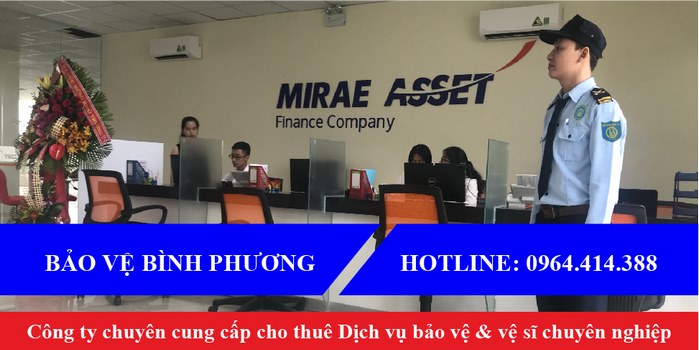 MIRAE ASSET
Finance Company
BẢO VỆ BÌNH PHƯƠNG
HOTLINE: 0964.414.388
Công ty chuyên cung cấp cho thuê Dịch vụ bảo vệ & vệ sĩ chuyên nghiệp